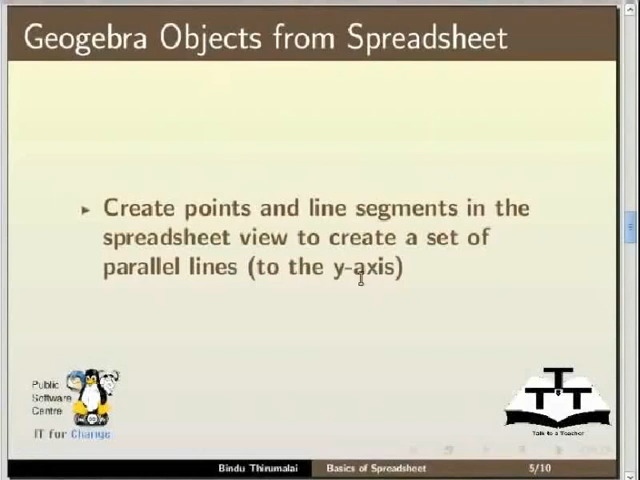 Geogebra Objects from Spreadsheet
Create points and line segments in the
spreadsheet view to create a set of
parallel lines (to the y-axis)
Public
Software
Centre
IT for Change
TTT
Talk to a Teacher
Bindu Thirumalai Basics of Spreadsheet 5/10